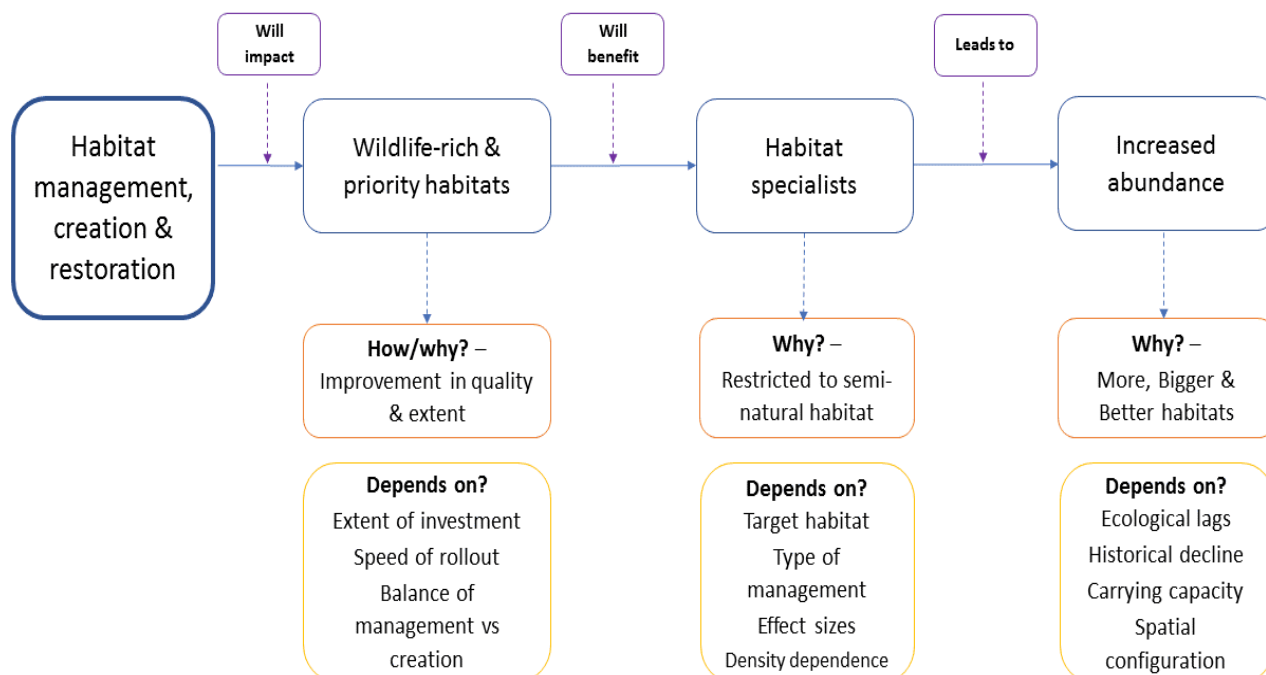 Will
impact
Will
benefit
Leads to
Habitat
management,
creation &
restoration
Wildlife-rich &
priority habitats
Habitat
specialists
Increased
abundance
How/why? –
Improvement in quality
& extent
Why? –
Restricted to semi-
natural habitat
Why? –
More, Bigger &
Better habitats
Depends on?
Extent of investment
Speed of rollout
Balance of
management vs
creation
Depends on?
Target habitat
Type of
management
Effect sizes
Density dependence
Depends on?
Ecological lags
Historical decline
Carrying capacity
Spatial
configuration